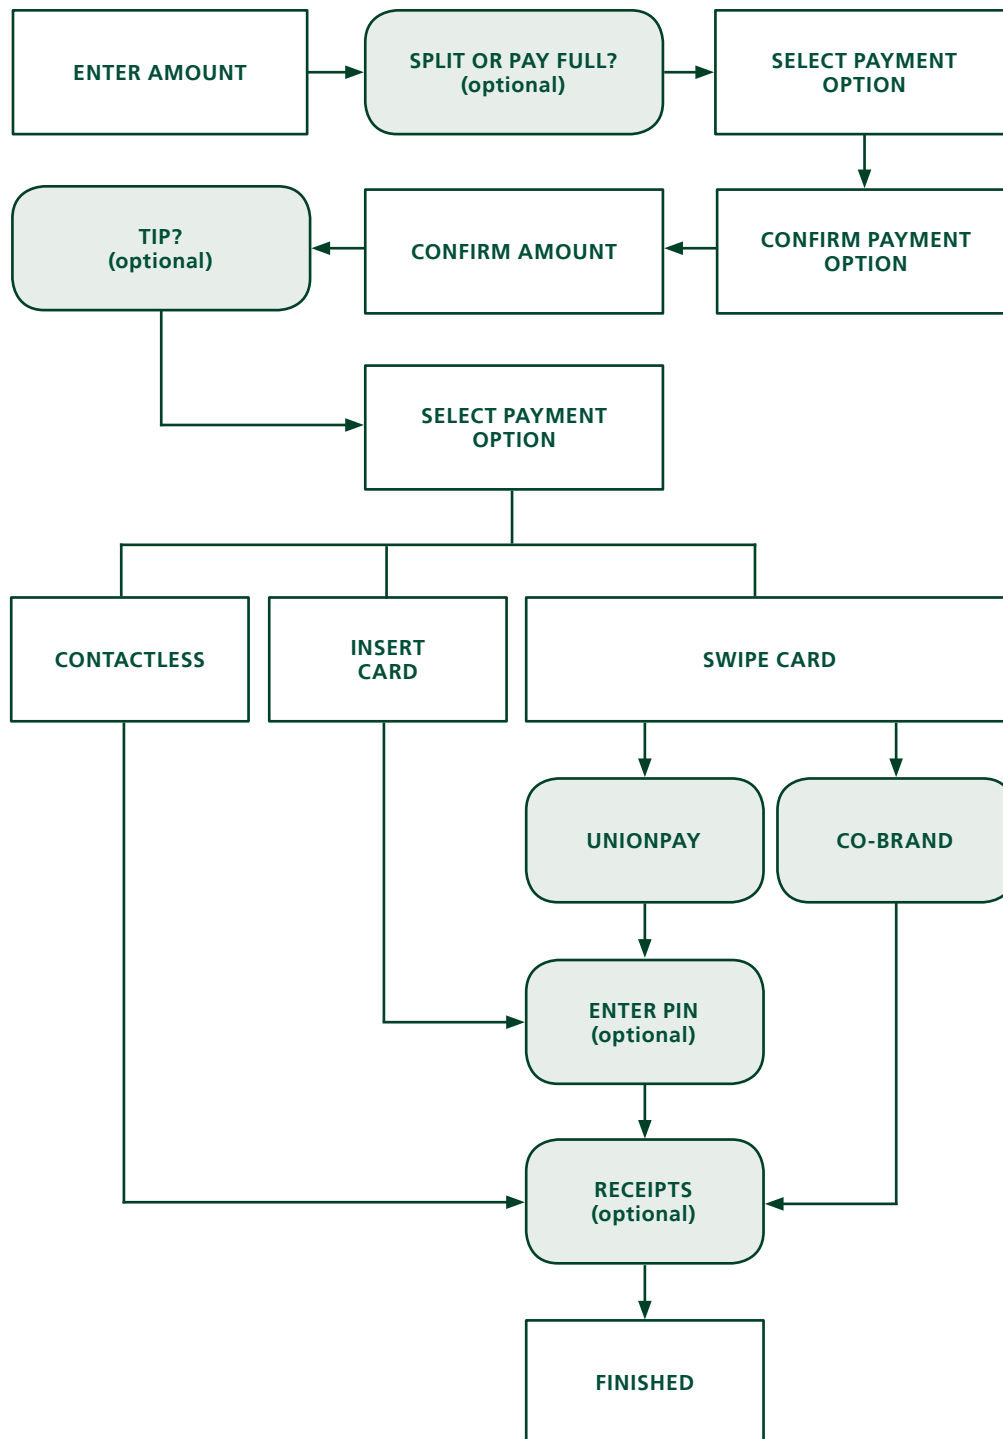 ENTER AMOUNT
SPLIT OR PAY FULL?
(optional)
SELECT PAYMENT
OPTION
TIP?
(optional)
CONFIRM AMOUNT
CONFIRM PAYMENT
OPTION
SELECT PAYMENT
OPTION
CONTACTLESS
INSERT
CARD
SWIPE CARD
UNIONPAY
CO-BRAND
ENTER PIN
(optional)
RECEIPTS
(optional)
FINISHED